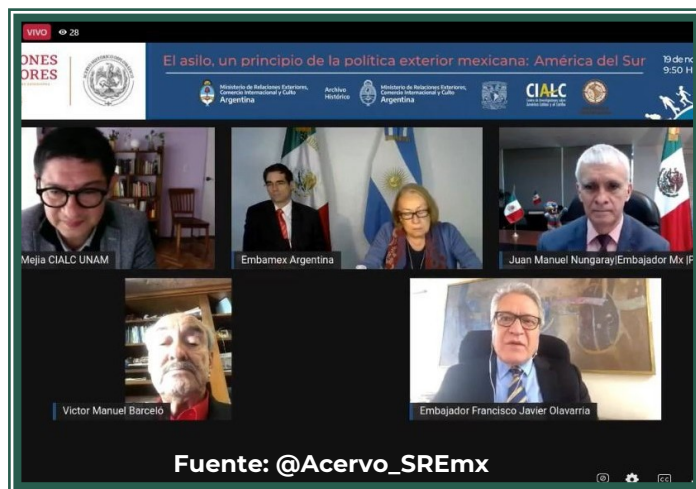 VIVO 28
ONES
ORES
El asilo, un principio de la política exterior mexicana: América del Sur
19 de no
9:50 H
Ministerio de Relaciones Exteriores,
Comercio Internacional y Culto
Argentina
Archivo
Histórico
Ministerio de Relaciones Exteriores,
Comercio Internacional y Culto
Argentina
CIALC
Mejia CIALC UNAM
Embamex Argentina
Juan Manuel Nungaray|Embajador Mx |P
Victor Manuel Barceló
Embajador Francisco Javier Olavarria
Fuente: @Acervo_SREmx
CC